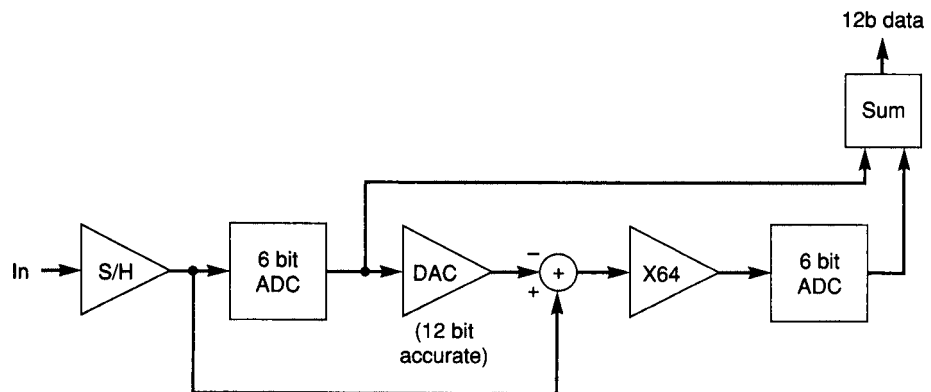 12b data
Sum
In
S/H
6 bit
ADC
DAC
(12 bit
accurate)
−
+
+
X64
6 bit
ADC